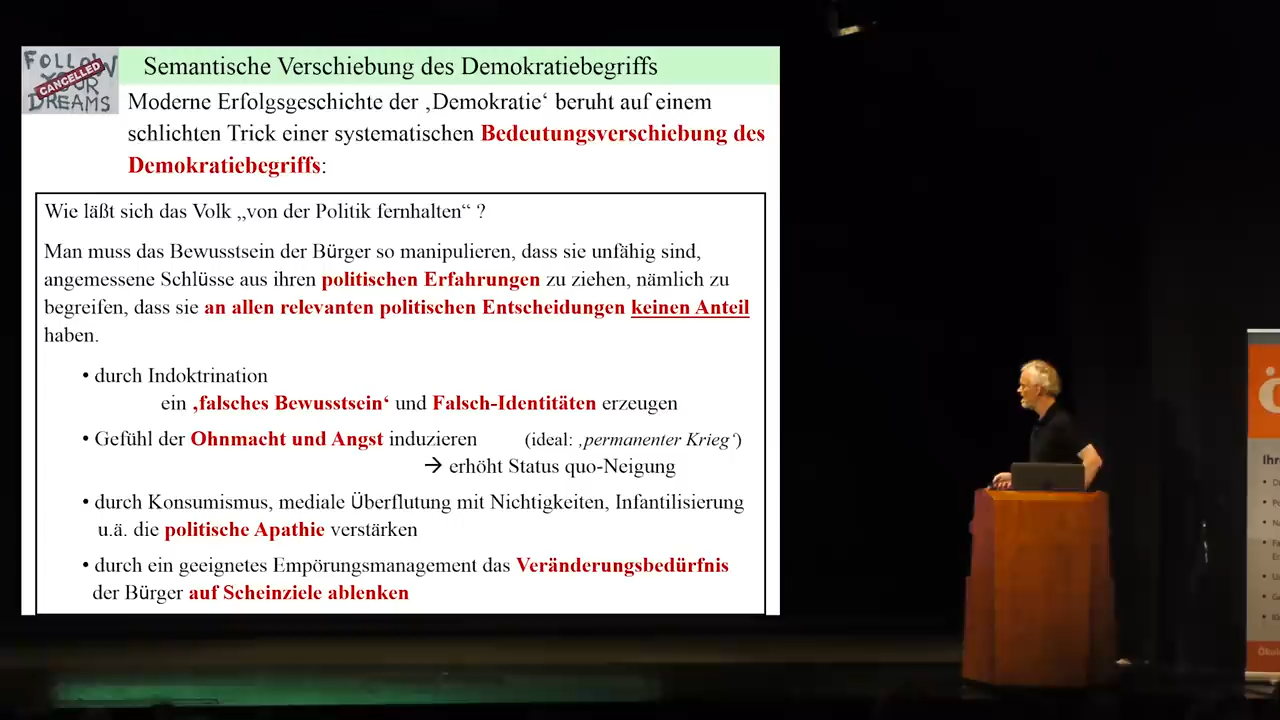 FOLLOW
YOUR
DREAMS
CANCELLED
Semantische Verschiebung des Demokratiebegriffs
Moderne Erfolgsgeschichte der ‚Demokratie‘ beruht auf einem
schlichten Trick einer systematischen Bedeutungsverschiebung des
Demokratiebegriffs:
Wie läßt sich das Volk „von der Politik fernhalten“ ?
Man muss das Bewusstsein der Bürger so manipulieren, dass sie unfähig sind,
angemessene Schlüsse aus ihren politischen Erfahrungen zu ziehen, nämlich zu
begreifen, dass sie an allen relevanten politischen Entscheidungen keinen Anteil
haben.
• durch Indoktrination
ein ‚falsches Bewusstsein‘ und Falsch-Identitäten erzeugen
• Gefühl der Ohnmacht und Angst induzieren (ideal: ‚permanenter Krieg‘)
→ erhöht Status quo-Neigung
• durch Konsumismus, mediale Überflutung mit Nichtigkeiten, Infantilisierung
u.ä. die politische Apathie verstärken
• durch ein geeignetes Empörungsmanagement das Veränderungsbedürfnis
der Bürger auf Scheinziele ablenken
Ö
Ihr